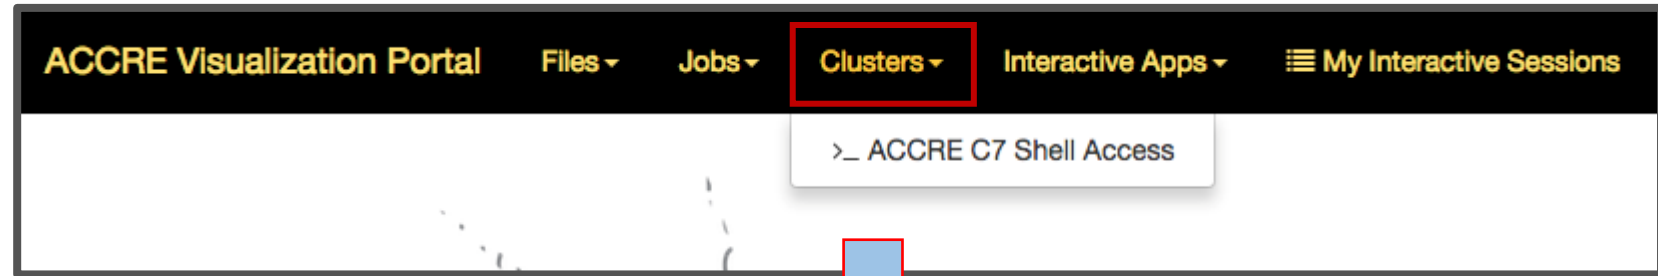 ACCRE Visualization Portal Files Jobs Clusters Interactive Apps My Interactive Sessions
>_ ACCRE C7 Shell Access